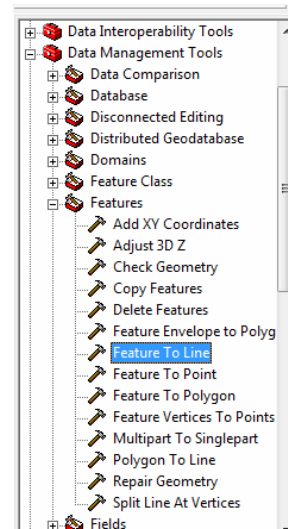 Data Interoperability Tools
Data Management Tools
Data Comparison
Database
Disconnected Editing
Distributed Geodatabase
Domains
Feature Class
Features
Add XY Coordinates
Adjust 3D Z
Check Geometry
Copy Features
Delete Features
Feature Envelope to Polyg
Feature To Line
Feature To Point
Feature To Polygon
Feature Vertices To Points
Multipart To Singlepart
Polygon To Line
Repair Geometry
Split Line At Vertices
Fields